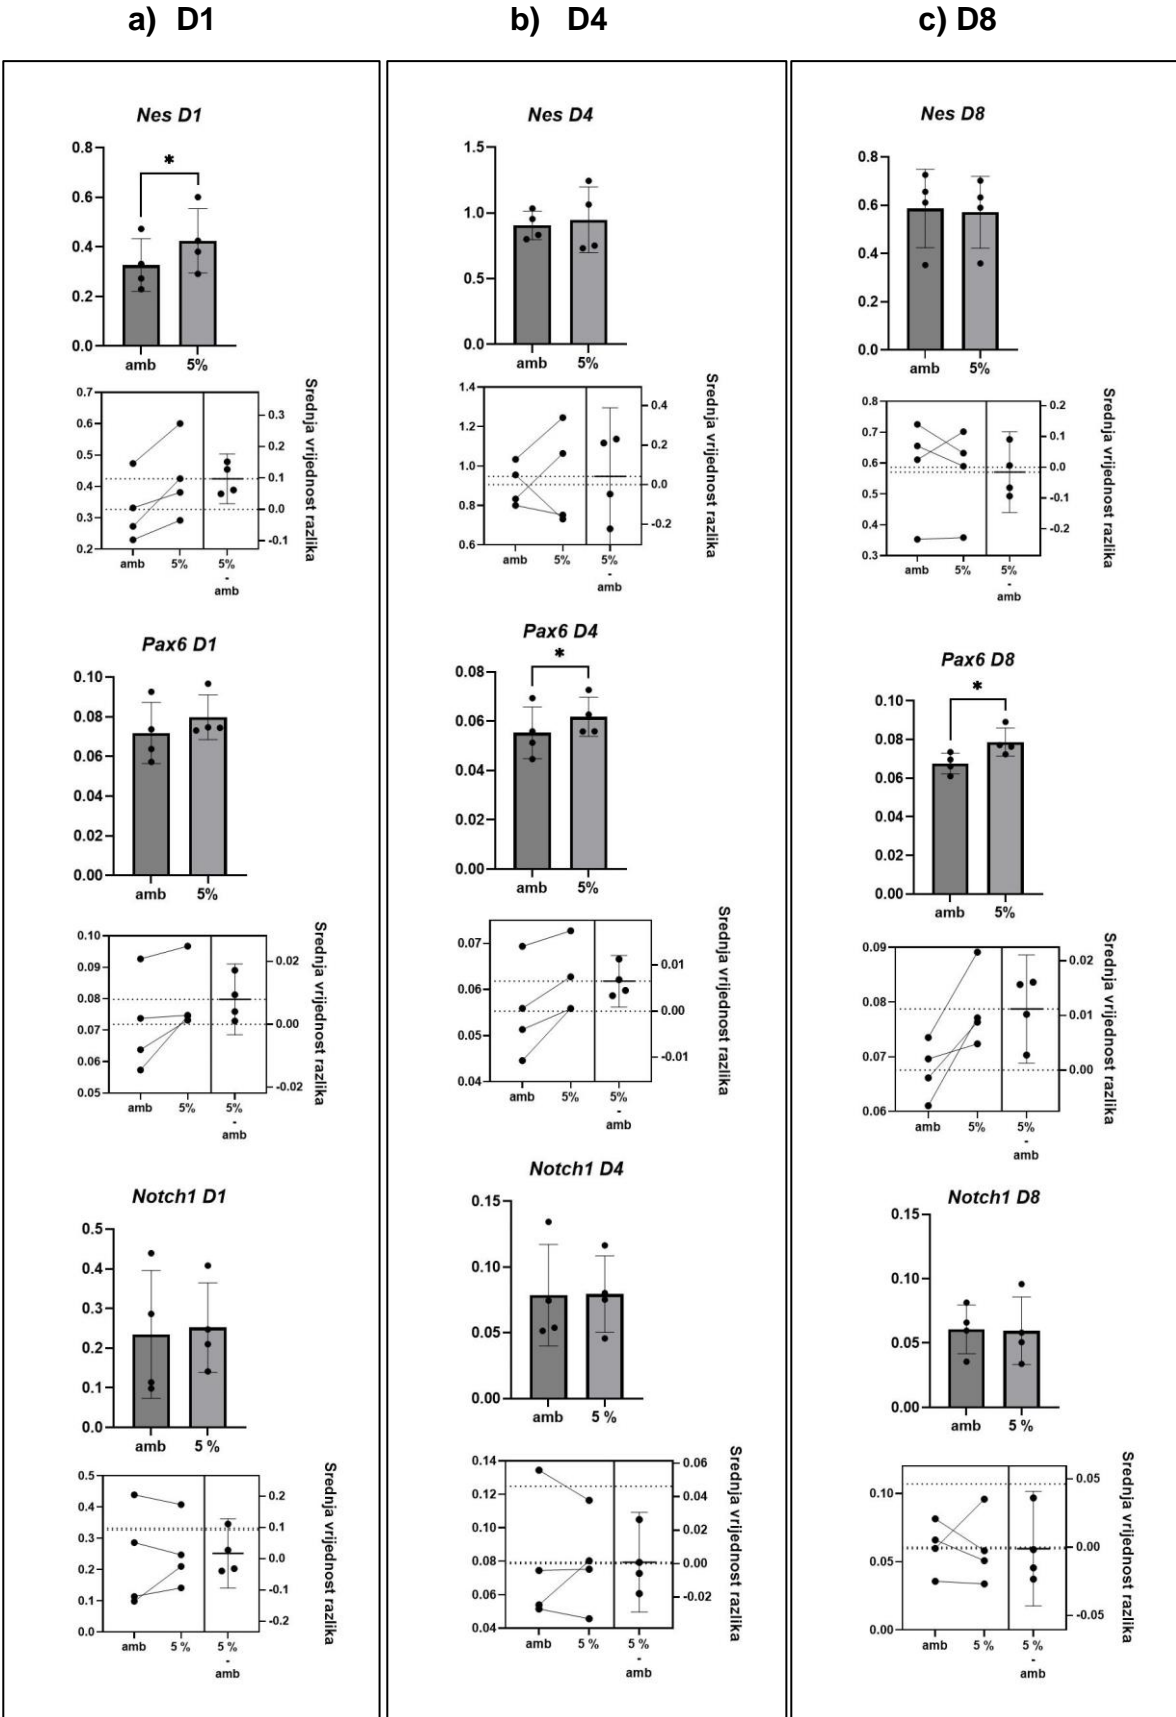 a) D1
b) D4
c) D8
Nes D1
0.8
0.6
0.4
0.2
0.0
*
amb 5%
0.7
0.6
0.5
0.4
0.3
0.2
0.3
0.2
0.1
0.0
-0.1
Srednja vrijednost razlika
amb 5% 5%
-
amb
Pax6 D1
0.10
0.08
0.06
0.04
0.02
0.00
amb 5%
0.10
0.09
0.08
0.07
0.06
0.05
0.02
0.00
-0.02
Srednja vrijednost razlika
amb 5% 5%
-
amb
Notch1 D1
0.5
0.4
0.3
0.2
0.1
0.0
amb 5 %
0.5
0.4
0.3
0.2
0.1
0.0
0.2
0.1
0.0
-0.1
-0.2
Srednja vrijednost razlika
amb 5 % 5 %
-
amb
Nes D4
1.5
1.0
0.5
0.0
amb 5%
1.4
1.2
1.0
0.8
0.6
0.4
0.2
0.0
-0.2
Srednja vrijednost razlika
amb 5% 5%
-
amb
Pax6 D4
*
0.08
0.06
0.04
0.02
0.00
amb 5%
0.07
0.06
0.05
0.04
0.01
0.00
-0.01
Srednja vrijednost razlika
amb 5% 5%
-
amb
Notch1 D4
0.15
0.10
0.05
0.00
amb 5 %
0.14
0.12
0.10
0.08
0.06
0.04
0.06
0.04
0.02
0.00
-0.02
Srednja vrijednost razlika
amb 5 % 5 %
-
amb
Nes D8
0.8
0.6
0.4
0.2
0.0
amb 5%
0.8
0.7
0.6
0.5
0.4
0.3
0.2
0.1
0.0
-0.1
-0.2
Srednja vrijednost razlika
amb 5% 5%
-
amb
Pax6 D8
*
0.10
0.08
0.06
0.04
0.02
0.00
amb 5%
0.09
0.08
0.07
0.06
0.02
0.01
0.00
Srednja vrijednost razlika
amb 5% 5%
-
amb
Notch1 D8
0.15
0.10
0.05
0.00
amb 5 %
0.10
0.05
0.00
0.05
0.00
-0.05
Srednja vrijednost razlika
amb 5 % 5 %
-
amb